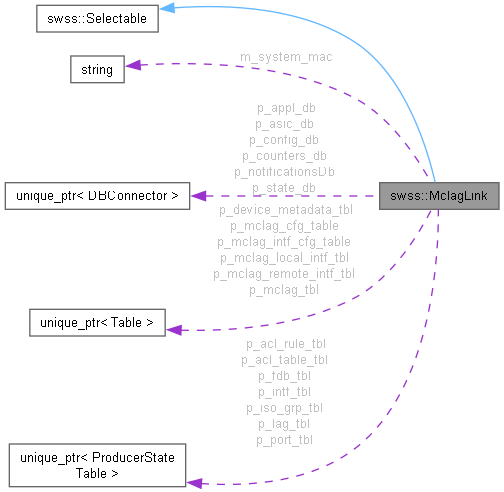 swss::Selectable
m_system_mac
string
p_appl_db
p_asic_db
p_config_db
p_counters_db
p_notificationsDb
p_state_db
unique_ptr< DBConnector >
swss::MclagLink
p_device_metadata_tbl
p_mclag_cfg_table
p_mclag_intf_cfg_table
p_mclag_local_intf_tbl
p_mclag_remote_intf_tbl
p_mclag_tbl
unique_ptr< Table >
p_acl_rule_tbl
p_acl_table_tbl
p_fdb_tbl
p_intf_tbl
p_iso_grp_tbl
p_lag_tbl
p_port_tbl
unique_ptr< ProducerState
Table >